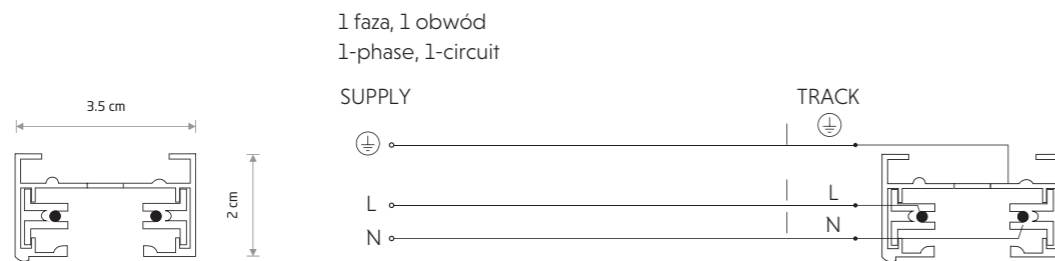 1 faza, 1 obwód
1-phase, 1-circuit
SUPPLY
TRACK
3.5 cm
2 cm
L
L
N
N